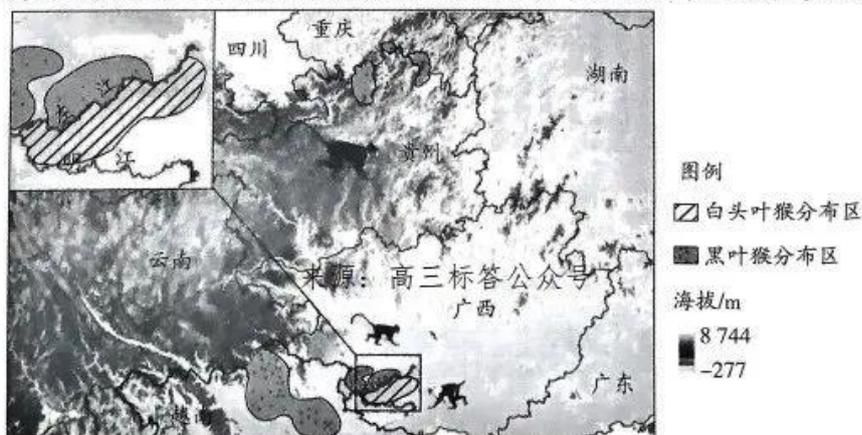 重庆
四川
湖南
左
江
明
江
贵州
图例
白头叶猴分布区
黑叶猴分布区
云南
来源：高三标答公众号
广西
海拔/m
8 744
-277
广东
越南